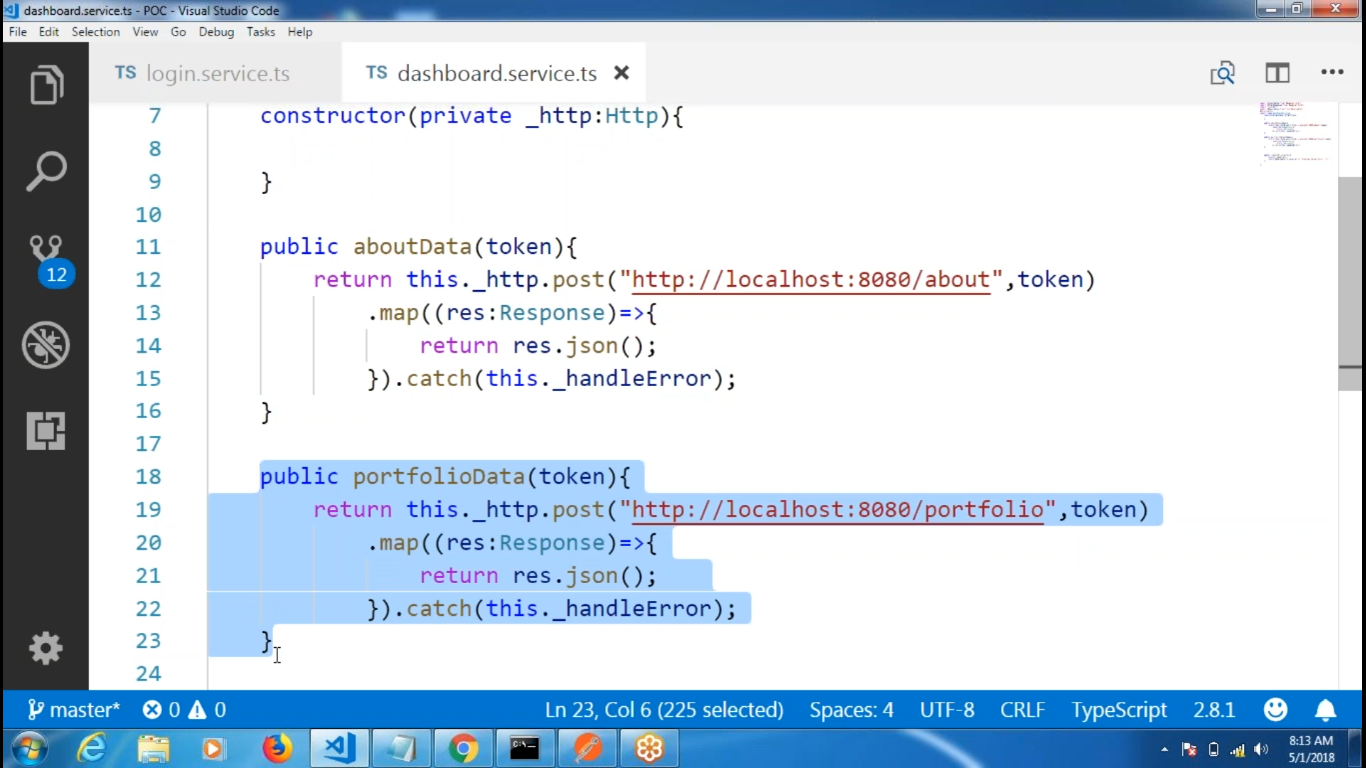 dashboard.service.ts - POC - Visual Studio Code
File Edit Selection View Go Debug Tasks Help
TS login.service.ts TS dashboard.service.ts
7 constructor(private _http:Http){
8
9 }
10
11 public aboutData(token){
12 return this._http.post("http://localhost:8080/about",token)
13 .map((res:Response)=>{
14 return res.json();
15 }).catch(this._handleError);
16 }
17
18 public portfolioData(token){
19 return this._http.post("http://localhost:8080/portfolio",token)
20 .map((res:Response)=>{
21 return res.json();
22 }).catch(this._handleError);
23 }
24
12
master* 0 0 Ln 23, Col 6 (225 selected) Spaces: 4 UTF-8 CRLF TypeScript 2.8.1
8:13 AM
5/1/2018